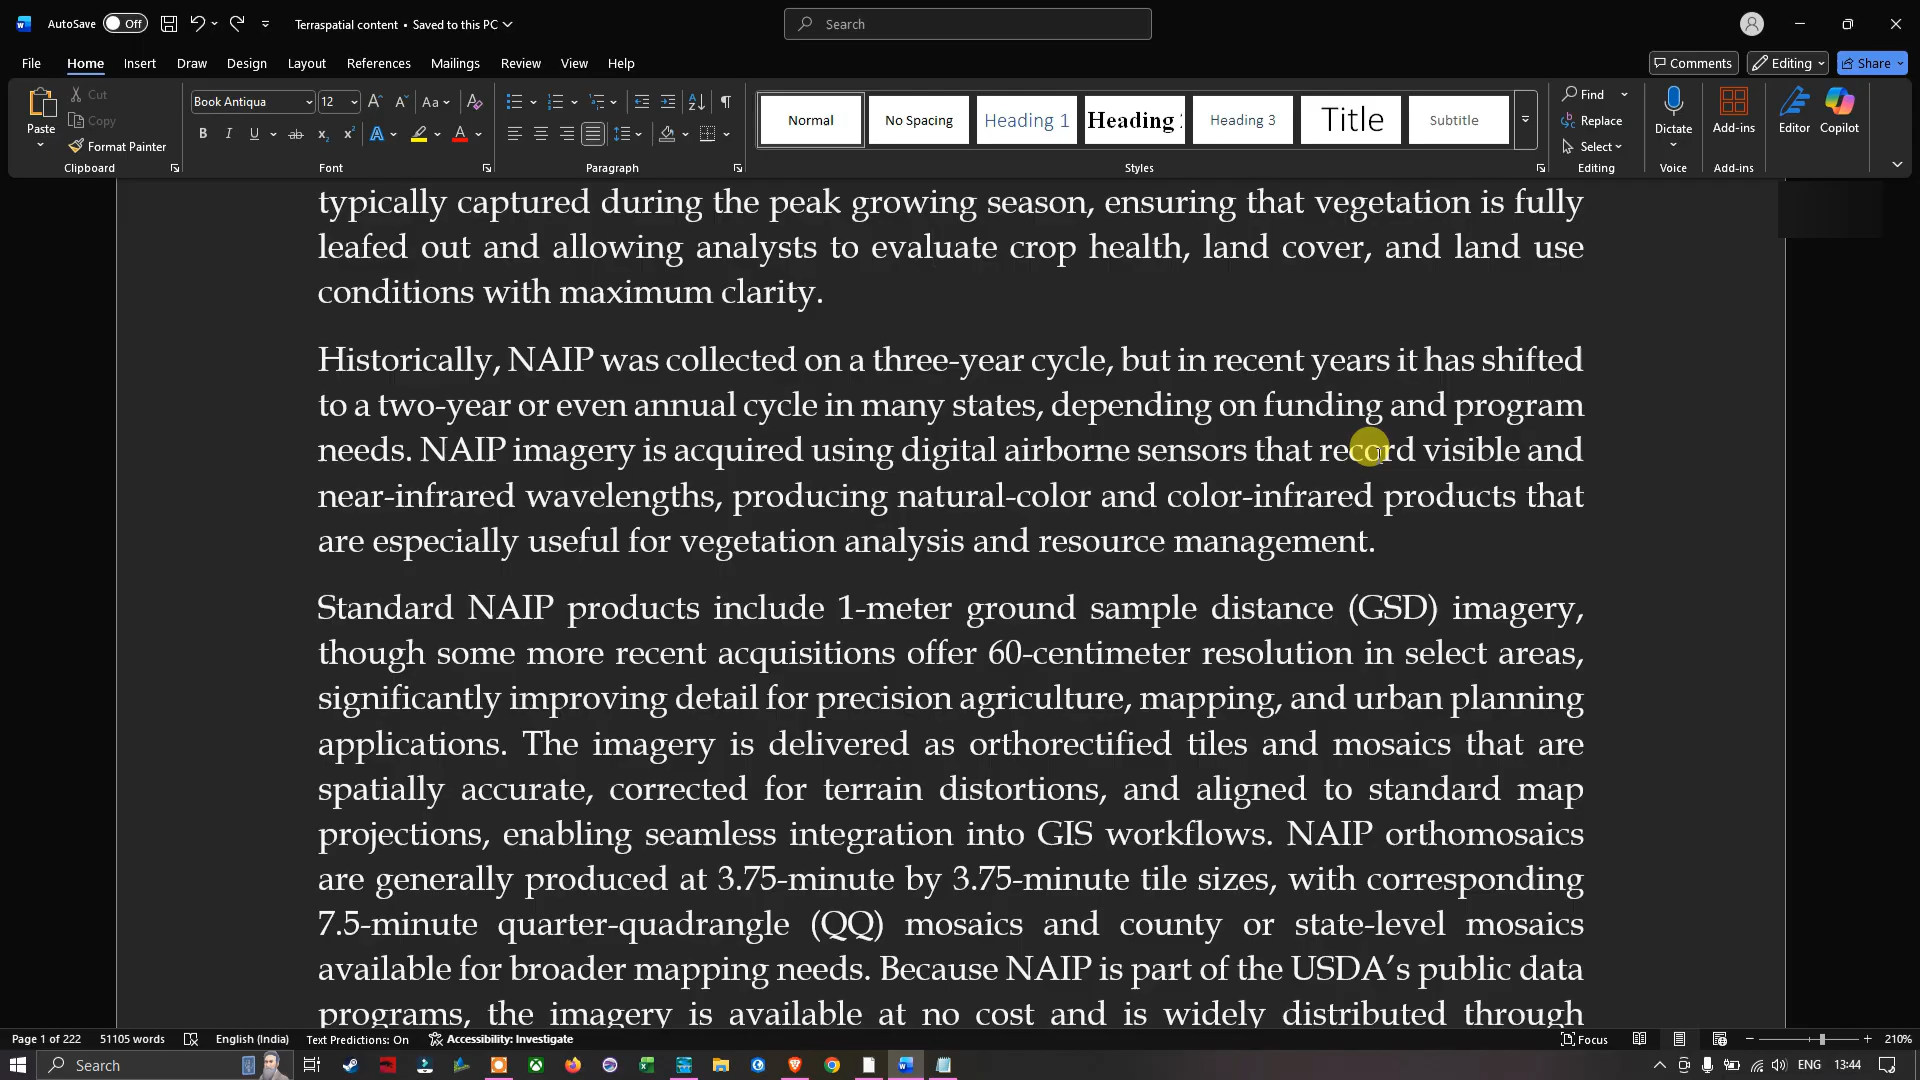 AutoSave Off Terraspatial content • Saved to this PC Search
File Home Insert Draw Design Layout References Mailings Review View Help Comments Editing Share
Paste Cut Copy Format Painter Clipboard
Book Antiqua 12 Font
Paragraph
Normal No Spacing Heading 1 Heading Heading 3 Title Subtitle Styles
Find Replace Select Editing
Dictate Voice
Add-ins Add-ins
Editor Copilot
typically captured during the peak growing season, ensuring that vegetation is fully
leafed out and allowing analysts to evaluate crop health, land cover, and land use
conditions with maximum clarity.
Historically, NAIP was collected on a three-year cycle, but in recent years it has shifted
to a two-year or even annual cycle in many states, depending on funding and program
needs. NAIP imagery is acquired using digital airborne sensors that record visible and
near-infrared wavelengths, producing natural-color and color-infrared products that
are especially useful for vegetation analysis and resource management.
Standard NAIP products include 1-meter ground sample distance (GSD) imagery,
though some more recent acquisitions offer 60-centimeter resolution in select areas,
significantly improving detail for precision agriculture, mapping, and urban planning
applications. The imagery is delivered as orthorectified tiles and mosaics that are
spatially accurate, corrected for terrain distortions, and aligned to standard map
projections, enabling seamless integration into GIS workflows. NAIP orthomosaics
are generally produced at 3.75-minute by 3.75-minute tile sizes, with corresponding
7.5-minute quarter-quadrangle (QQ) mosaics and county or state-level mosaics
available for broader mapping needs. Because NAIP is part of the USDA’s public data
programs, the imagery is available at no cost and is widely distributed through
Page 1 of 222 51105 words English (India) Text Predictions: On Accessibility: Investigate Focus 210%
Search ENG 13:44